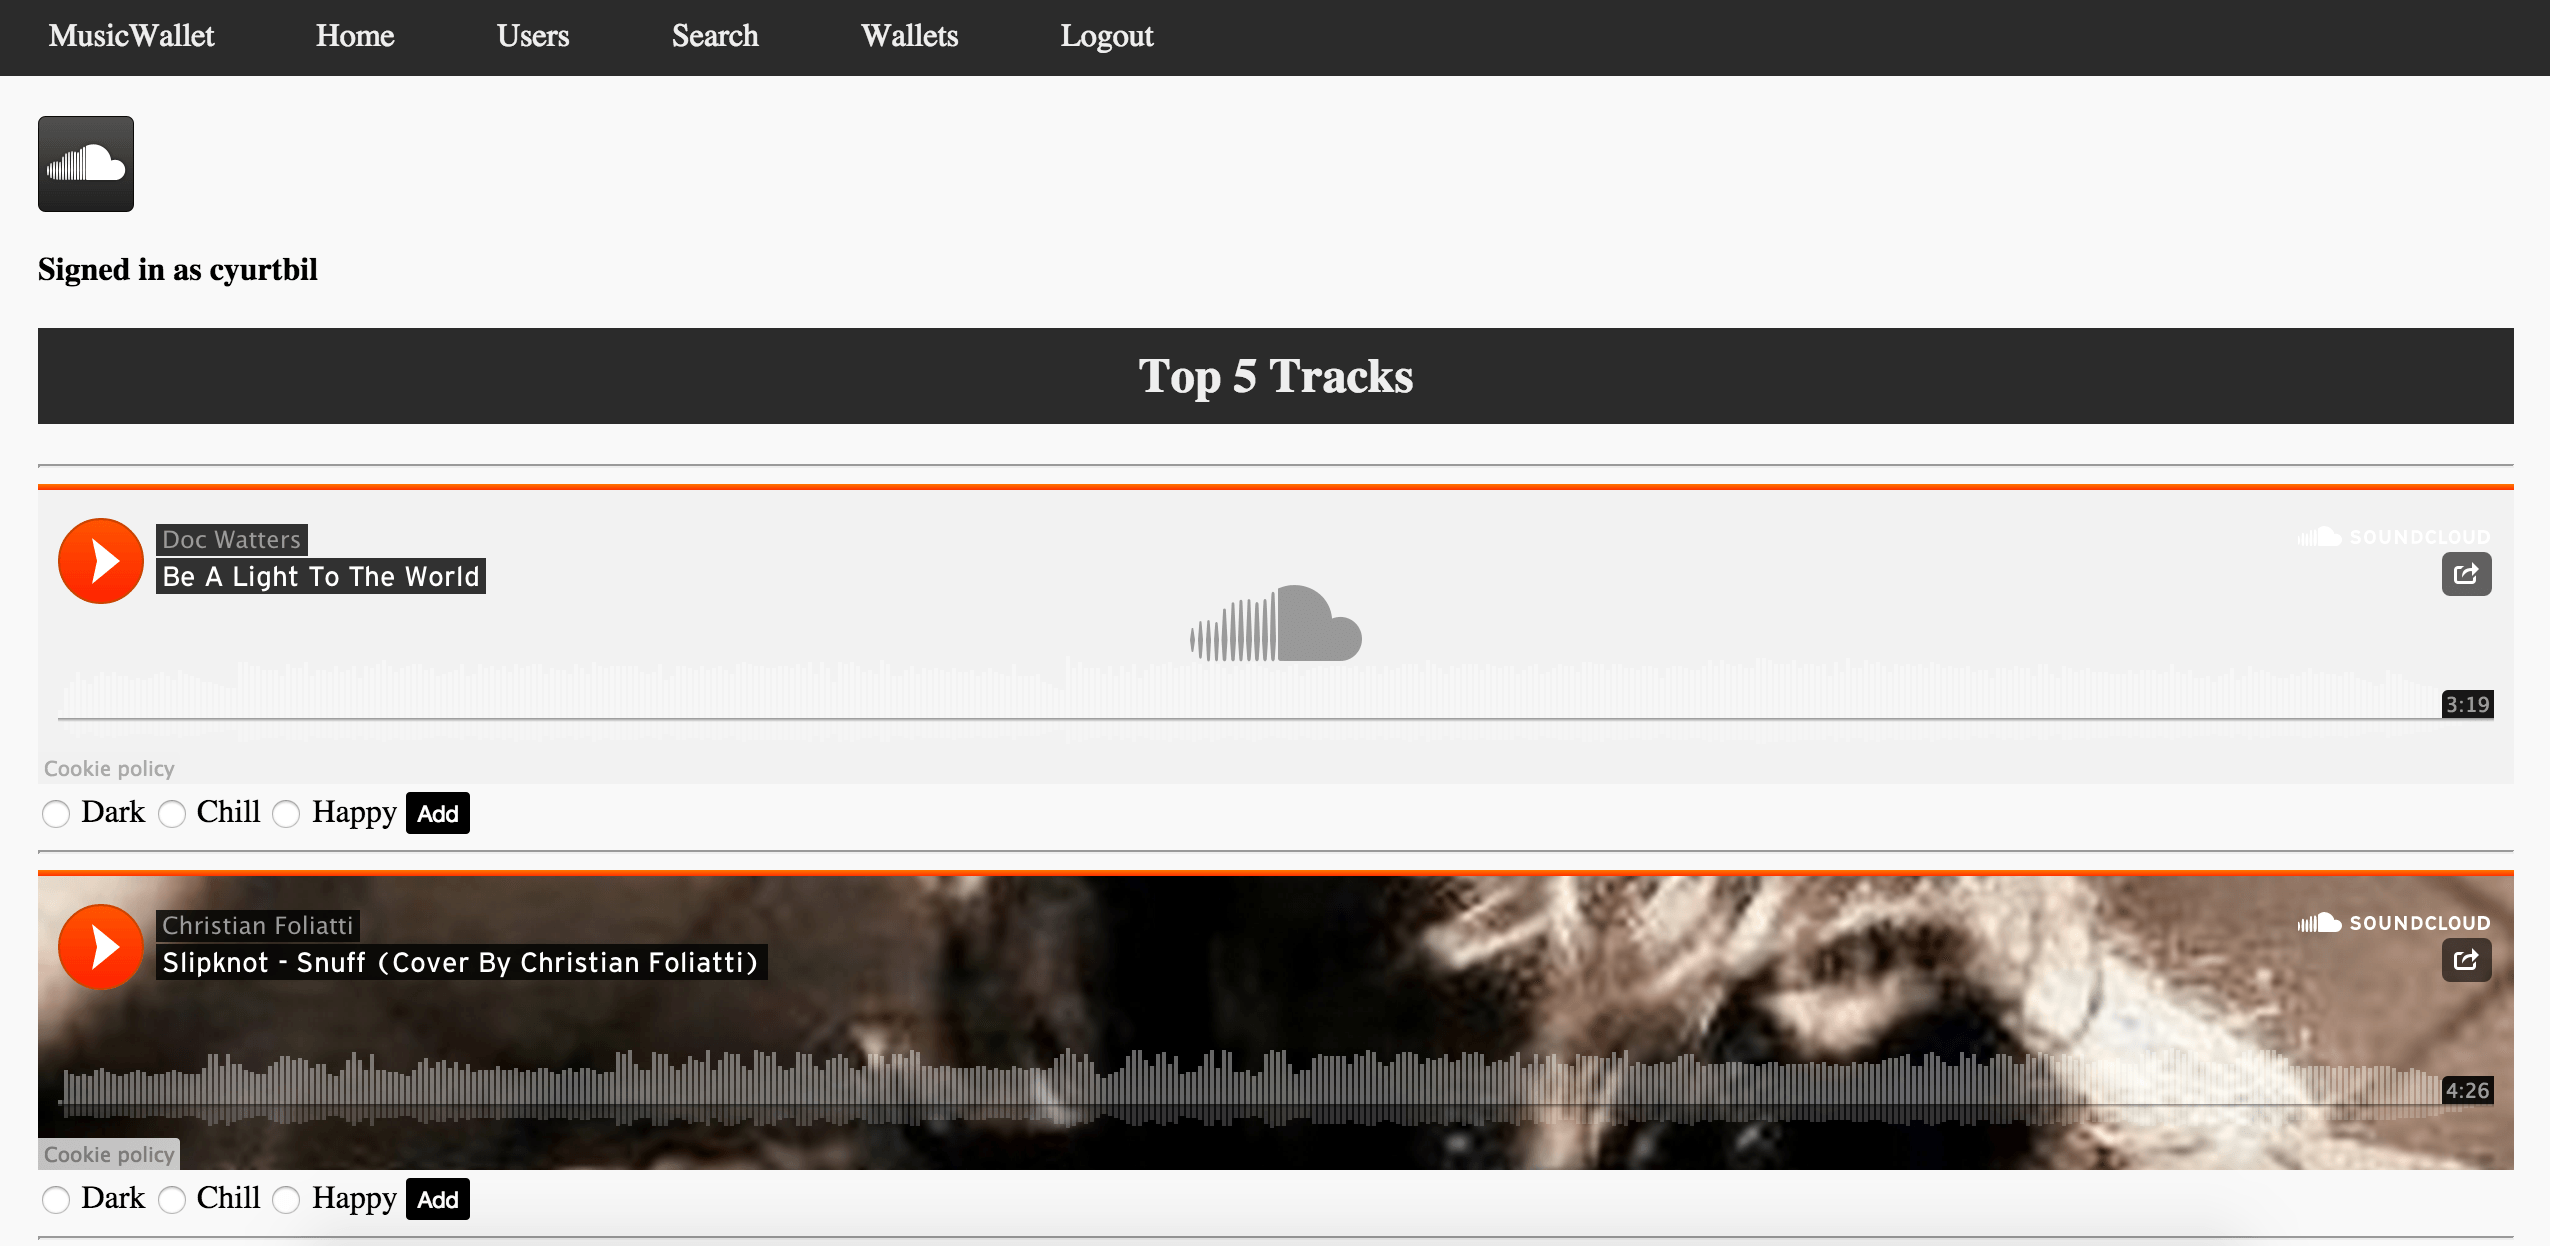 MusicWallet Home Users Search Wallets Logout
Signed in as cyurtbil
Top 5 Tracks
Doc Watters
SOUNDCLOUD
Be A Light To The World
3:19
Cookie policy
Dark Chill Happy Add
Christian Foliatti
SOUNDCLOUD
Slipknot - Snuff (Cover By Christian Foliatti)
4:26
Cookie policy
Dark Chill Happy Add